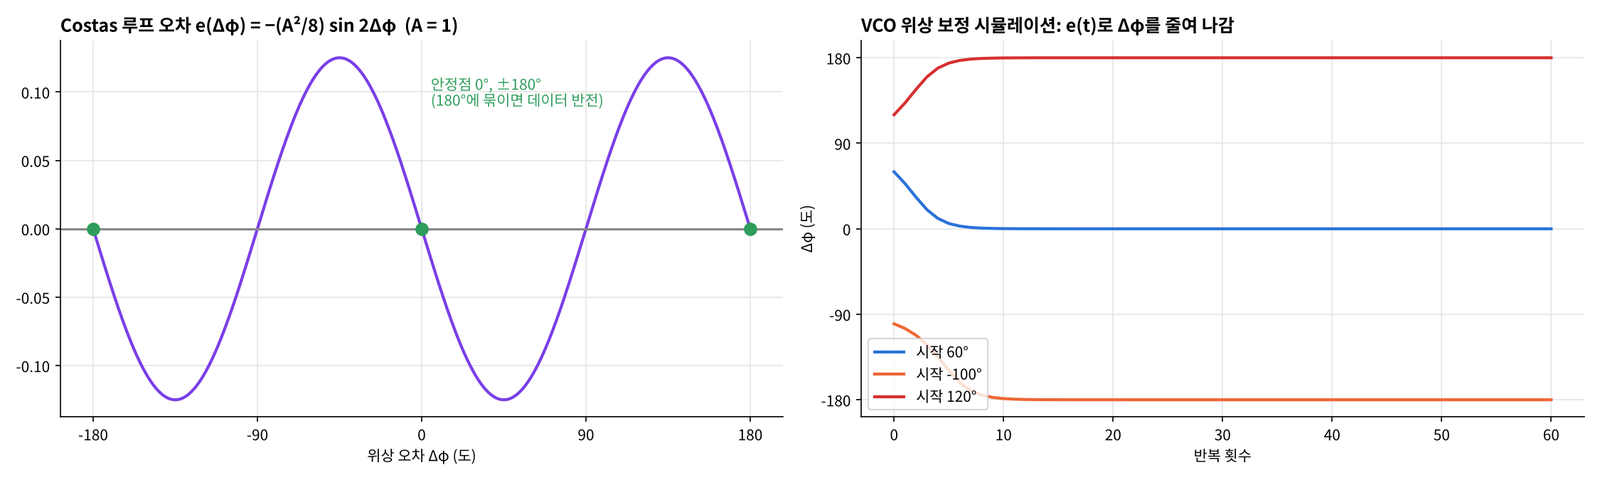 Costas 루프 오차 e(Δϕ) = −(A²/8) sin 2Δϕ  (A = 1)
안정점 0°, ±180°
(180°에 묶이면 데이터 반전)
0.10
0.05
0.00
-0.05
-0.10
-180
-90
0
90
180
위상 오차 Δϕ (도)
VCO 위상 보정 시뮬레이션: e(t)로 Δϕ를 줄여 나감
Δϕ (도)
180
90
0
-90
-180
시작 60°
시작 -100°
시작 120°
0
10
20
30
40
50
60
반복 횟수